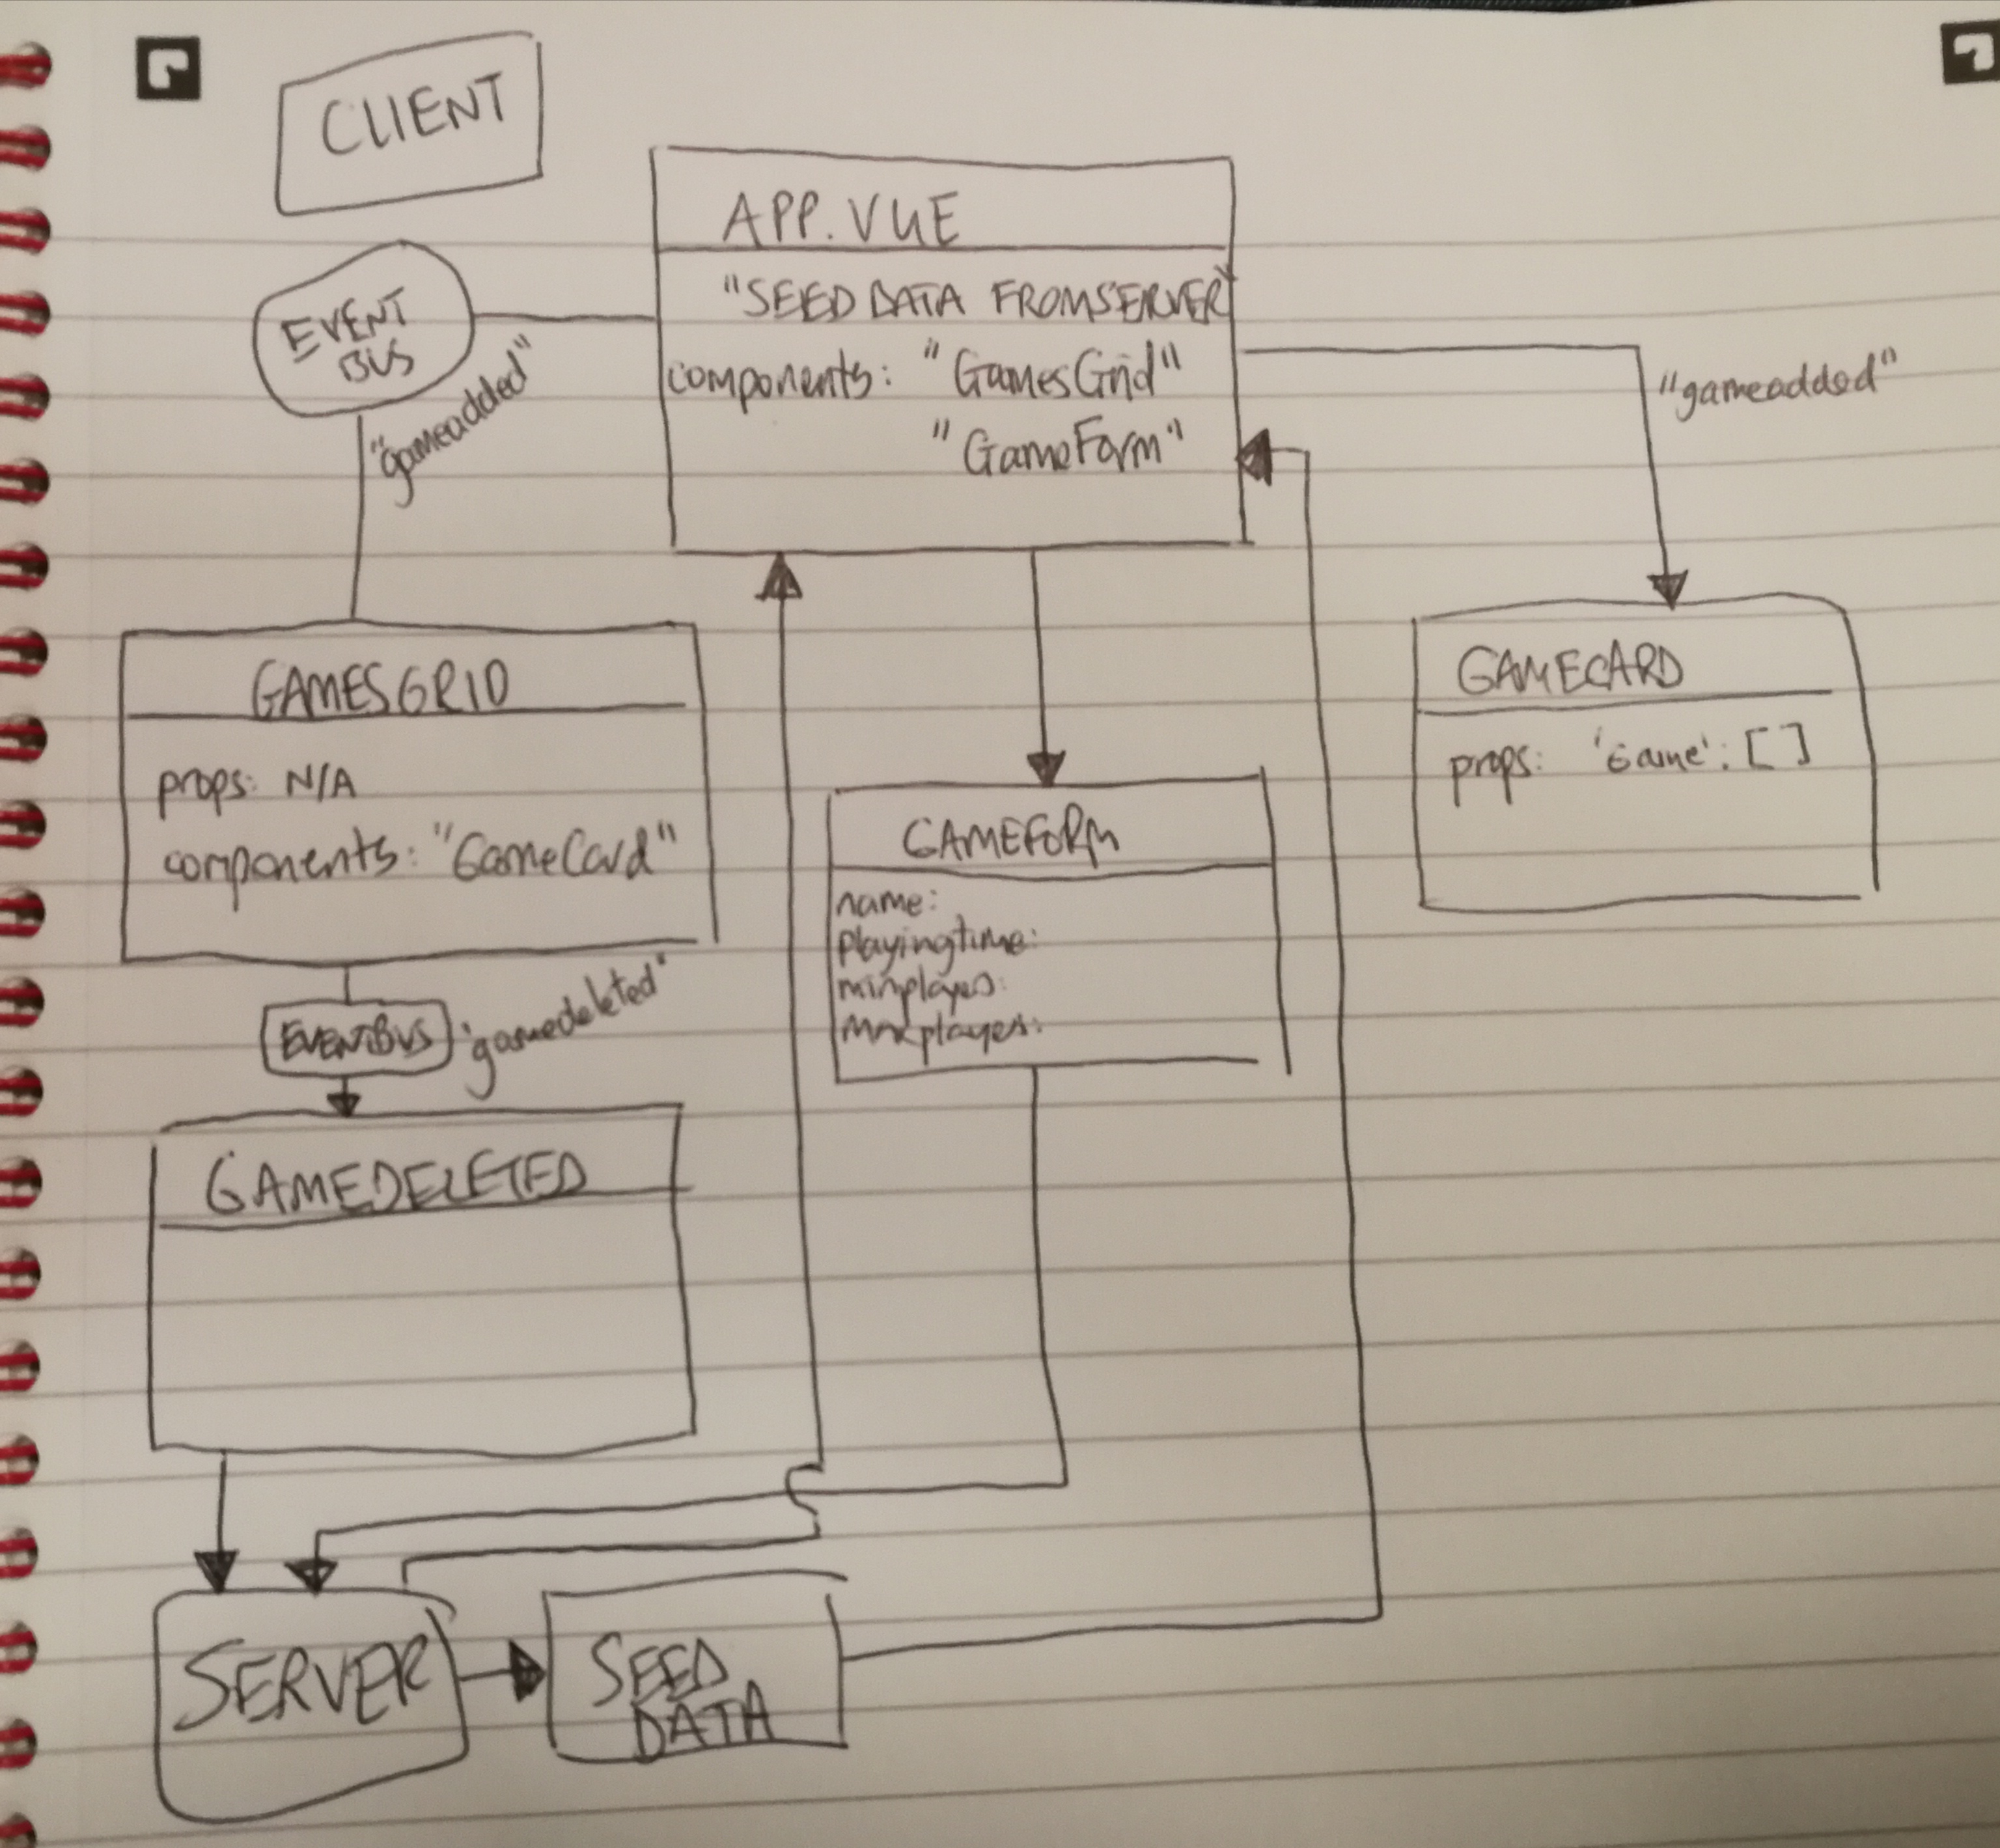 CLIENT
APP.VUE
"SEED DATA FROM SERVER"
components: "GamesGrid"
"GameForm"
EVENT
BUS
"gameadded"
"gameadded"
GAMESGRID
props: N/A
components: "GameCard"
GAMECARD
props: 'Game': [ ]
GAMEFORM
name:
playingtime:
minplayes:
maxplayers:
EVENTBUS
"gamedeleted"
GAMEDELETED
SERVER
SEED
DATA